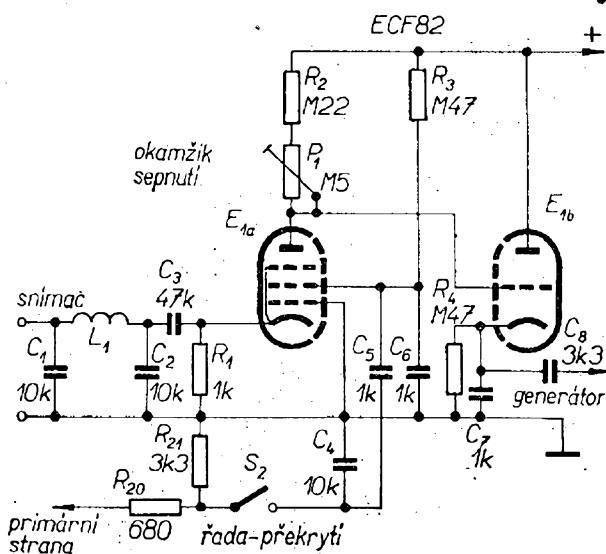 ECF82
+
R2
M22
R3
M47
okamžik
sepnutí
P1
M5
E1a
E1b
C3
47k
snímač
L1
C1
10k
C2
10k
R1
1k
C5
1k
C6
1k
R4
M47
C8
3k3
generátor
C7
1k
R21
3k3
S2
C4
10k
R20
680
primární
strana
řada-překrytí